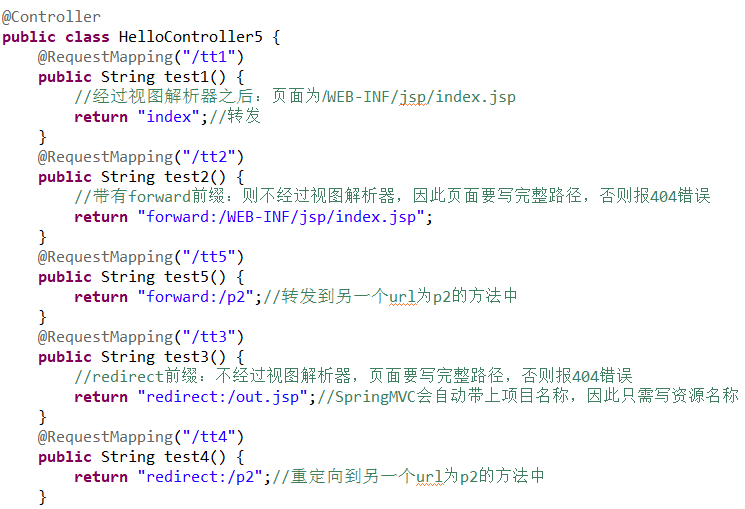 @Controller
public class HelloController5 {
    @RequestMapping("/tt1")
    public String test1() {
        //经过视图解析器之后：页面为/WEB-INF/jsp/index.jsp
        return "index";//转发
    }
    @RequestMapping("/tt2")
    public String test2() {
        //带有forward前缀：则不经过视图解析器，因此页面要写完整路径，否则报404错误
        return "forward:/WEB-INF/jsp/index.jsp";
    }
    @RequestMapping("/tt5")
    public String test5() {
        return "forward:/p2";//转发到另一个url为p2的方法中
    }
    @RequestMapping("/tt3")
    public String test3() {
        //redirect前缀：不经过视图解析器，页面要写完整路径，否则报404错误
        return "redirect:/out.jsp";//SpringMVC会自动带上项目名称，因此只需写资源名称
    }
    @RequestMapping("/tt4")
    public String test4() {
        return "redirect:/p2";//重定向到另一个url为p2的方法中
    }